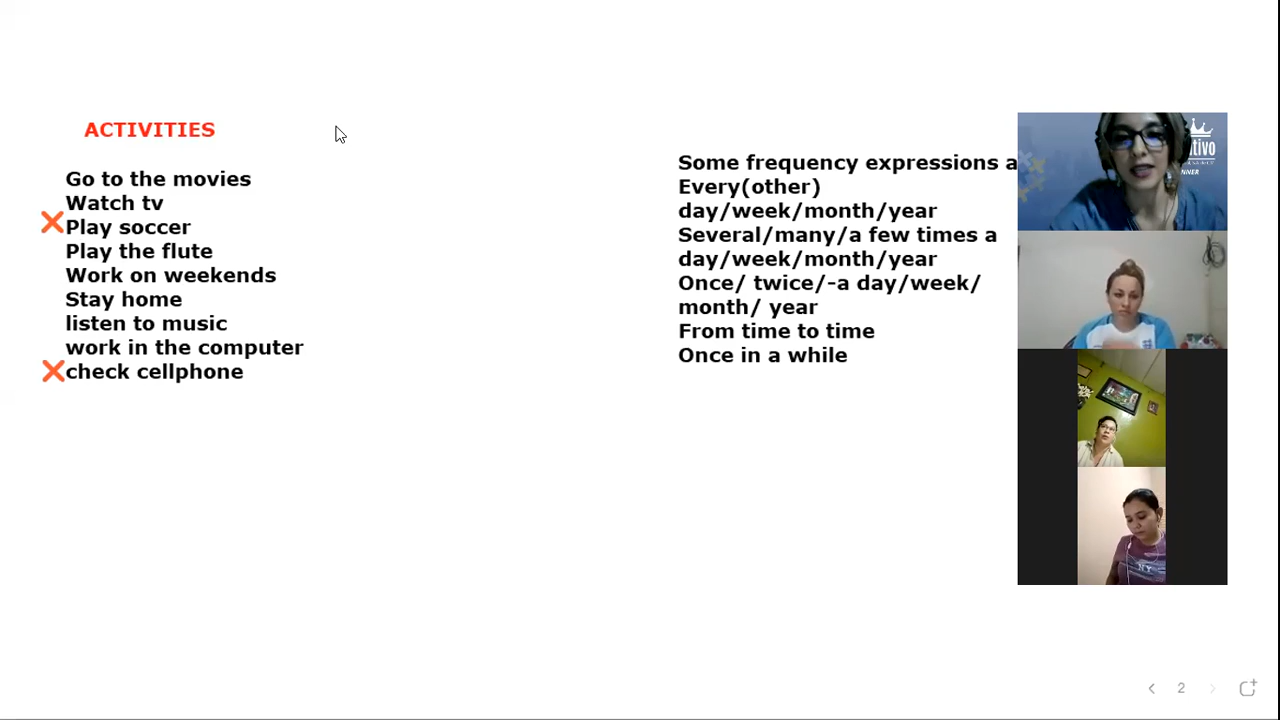 ACTIVITIES
Go to the movies
Watch tv
Play soccer
Play the flute
Work on weekends
Stay home
listen to music
work in the computer
check cellphone
Some frequency expressions a
Every(other)
day/week/month/year
Several/many/a few times a
day/week/month/year
Once/ twice/-a day/week/
month/ year
From time to time
Once in a while
NY
2